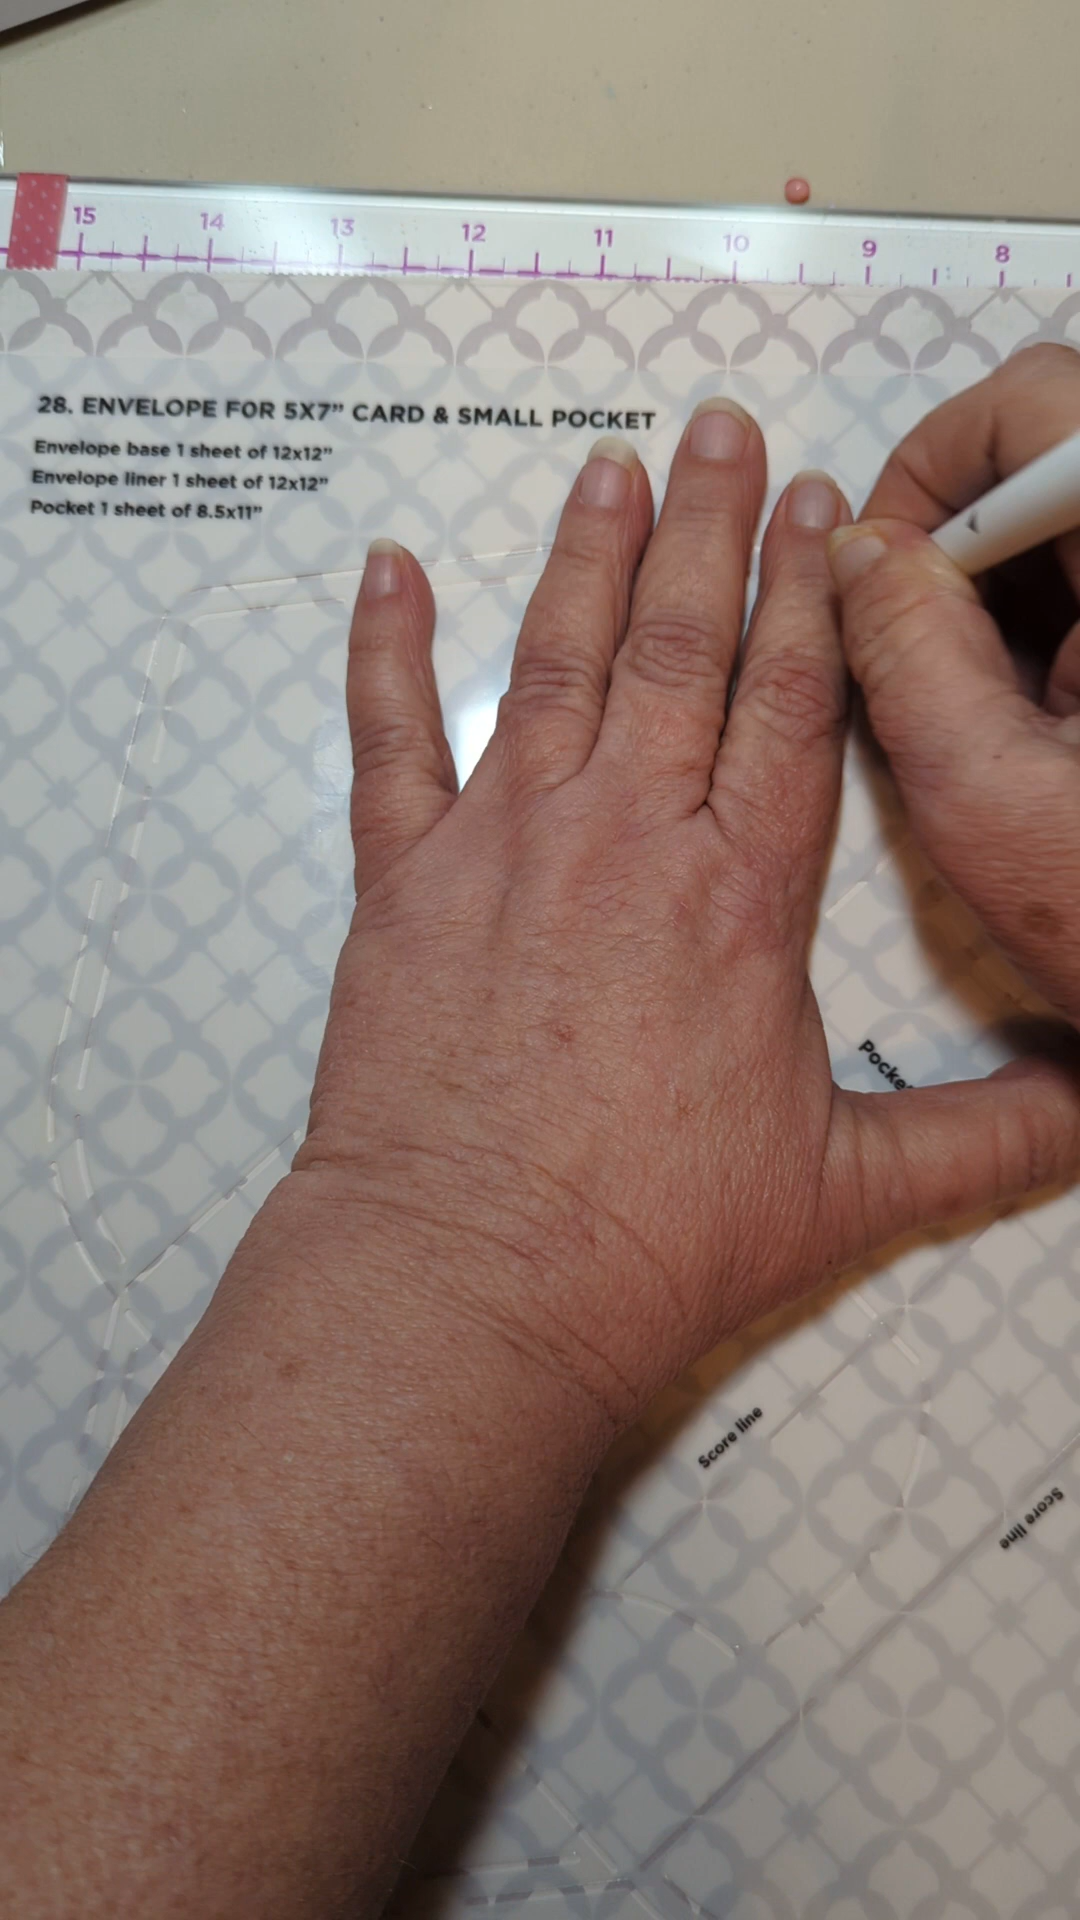 15 14 13 12 11 10 9 8
28. ENVELOPE FOR 5X7” CARD & SMALL POCKET
Envelope base 1 sheet of 12x12”
Envelope liner 1 sheet of 12x12”
Pocket 1 sheet of 8.5x11”
Score line
Score line